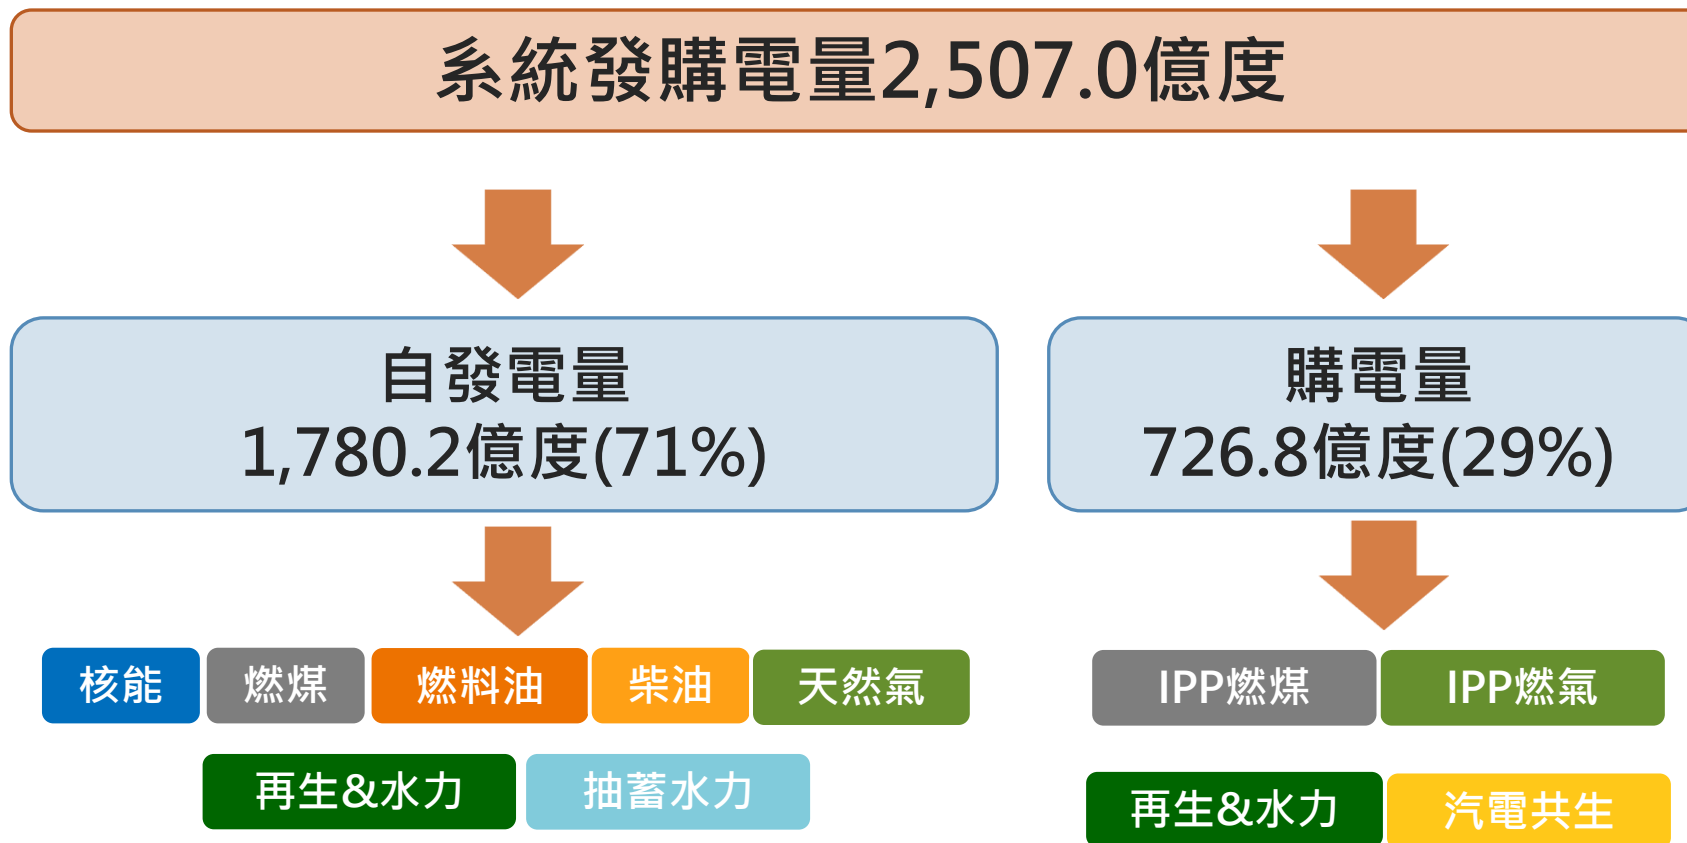 系統發購電量2,507.0億度
自發電量
1,780.2億度(71%)
購電量
726.8億度(29%)
核能
燃煤
燃料油
柴油
天然氣
再生&水力
抽蓄水力
IPP燃煤
IPP燃氣
再生&水力
汽電共生